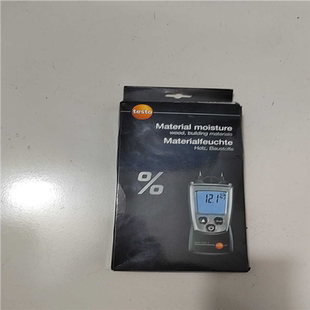 testo
Material moisture
wood, building materials
Materialfeuchte
Holz, Baustoffe
%
12.1